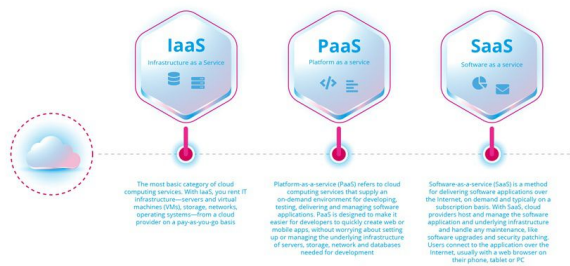 IaaS
Infrastructure as a Service
PaaS
Platform as a service
SaaS
Software as a service
The most basic category of cloud
computing services. With IaaS, you rent IT
infrastructure—servers and virtual
machines (VMs), storage, networks,
operating systems—from a cloud
provider on a pay-as-you-go basis
Platform-as-a-service (PaaS) refers to cloud
computing services that supply an
on-demand environment for developing,
testing, delivering and managing software
applications. PaaS is designed to make it
easier for developers to quickly create web or
mobile apps, without worrying about setting
up or managing the underlying infrastructure
of servers, storage, network and databases
needed for development
Software-as-a-service (SaaS) is a method
for delivering software applications over
the Internet, on demand and typically on a
subscription basis. With SaaS, cloud
providers host and manage the software
application and underlying infrastructure
and handle any maintenance, like
software upgrades and security patching.
Users connect to the application over the
Internet, usually with a web browser on
their phone, tablet or PC